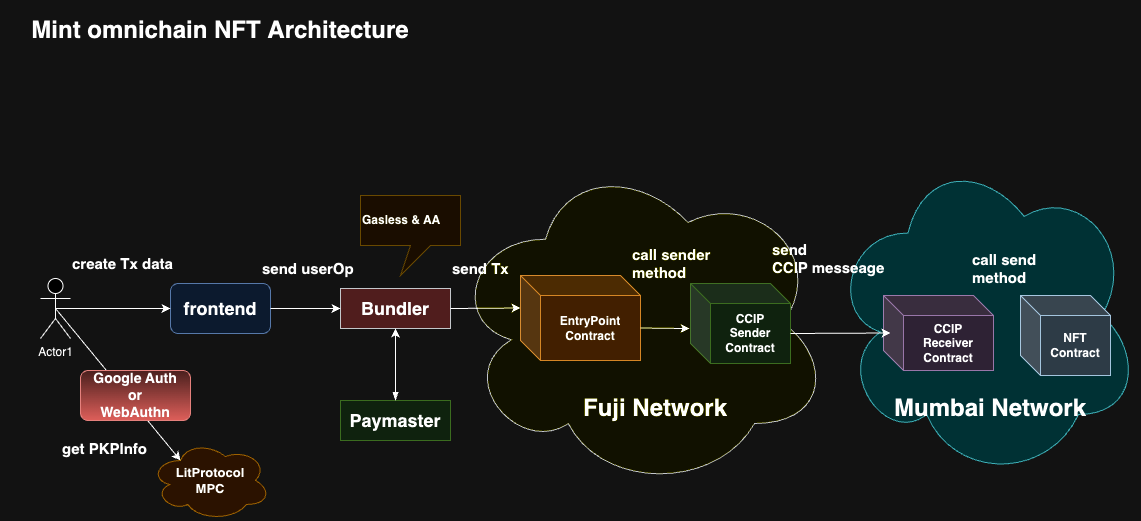 Mint omnichain NFT Architecture
Gasless & AA
create Tx data
send userOp
send Tx
call sender
method
send
CCIP messeage
call send
method
Actor1
frontend
Bundler
EntryPoint
Contract
CCIP
Sender
Contract
CCIP
Receiver
Contract
NFT
Contract
Google Auth
or
WebAuthn
Paymaster
Fuji Network
Mumbai Network
get PKPInfo
LitProtocol
MPC